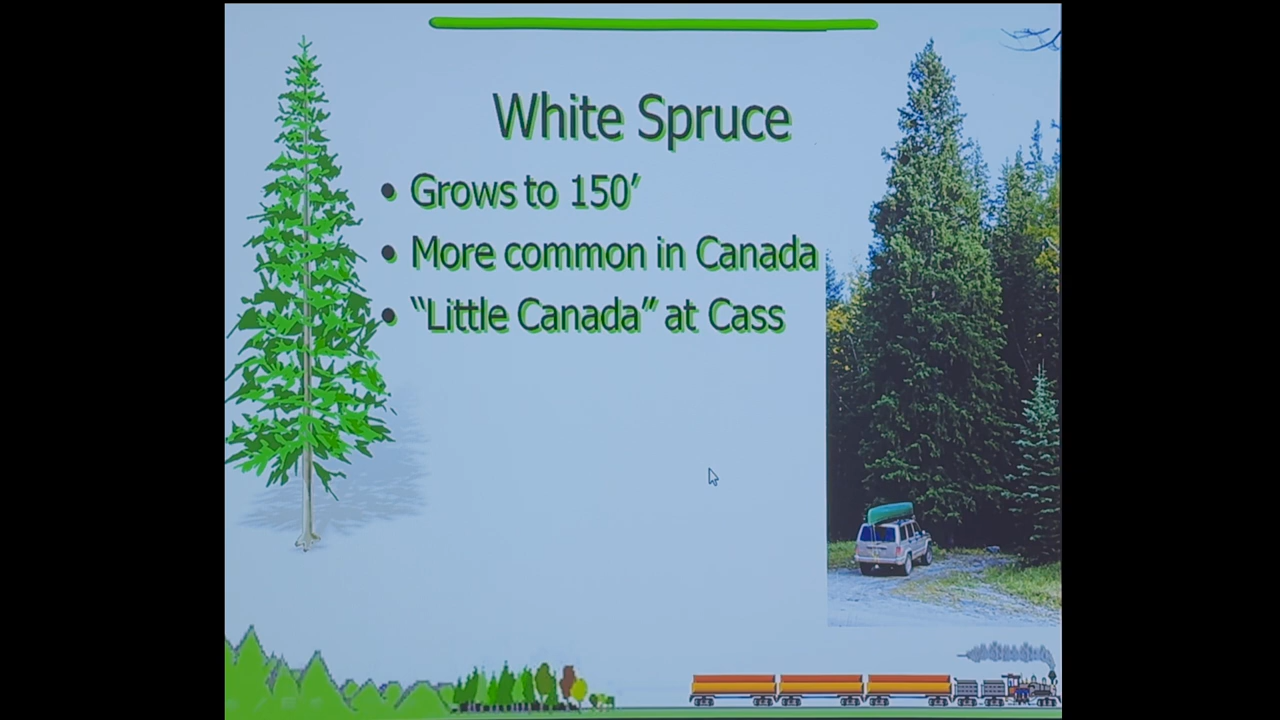 White Spruce
• Grows to 150’
• More common in Canada
• “Little Canada” at Cass